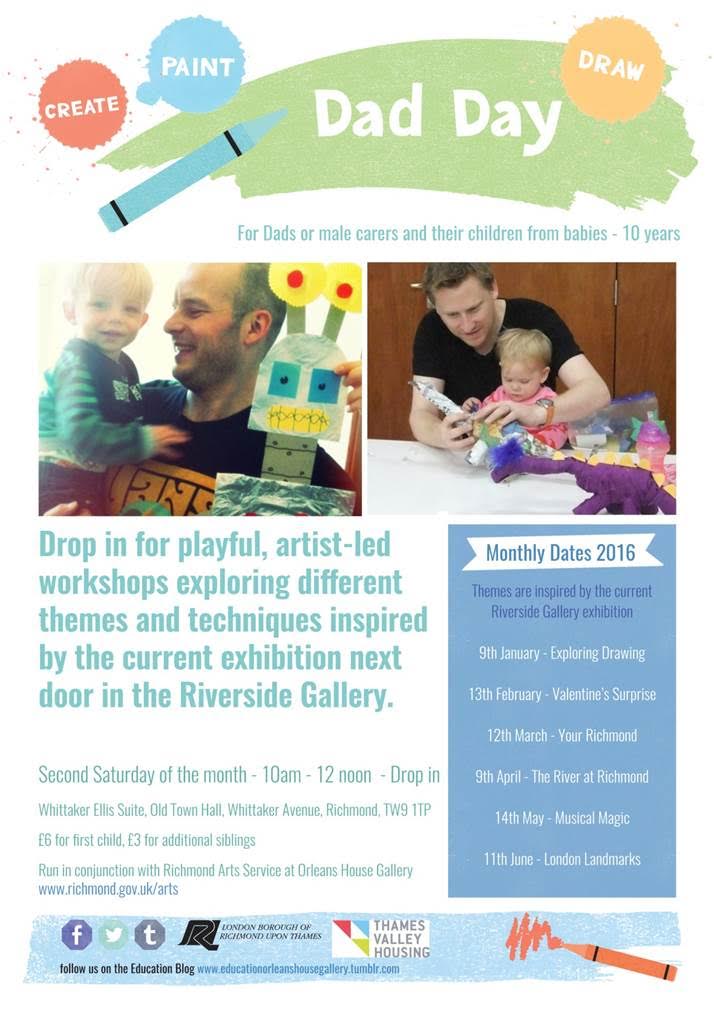 CREATE
PAINT
Dad Day
DRAW
For Dads or male carers and their children from babies - 10 years
Drop in for playful, artist-led
workshops exploring different
themes and techniques inspired
by the current exhibition next
door in the Riverside Gallery.
Second Saturday of the month - 10am - 12 noon - Drop in
Whittaker Ellis Suite, Old Town Hall, Whittaker Avenue, Richmond, TW9 1TP
£6 for first child, £3 for additional siblings
Run in conjunction with Richmond Arts Service at Orleans House Gallery
www.richmond.gov.uk/arts
Monthly Dates 2016
Themes are inspired by the current
Riverside Gallery exhibition
9th January - Exploring Drawing
13th February - Valentine's Surprise
12th March - Your Richmond
9th April - The River at Richmond
14th May - Musical Magic
11th June - London Landmarks
f t
LONDON BOROUGH OF
RICHMOND UPON THAMES
THAMES
VALLEY
HOUSING
follow us on the Education Blog www.educationorleanshousegallery.tumblr.com